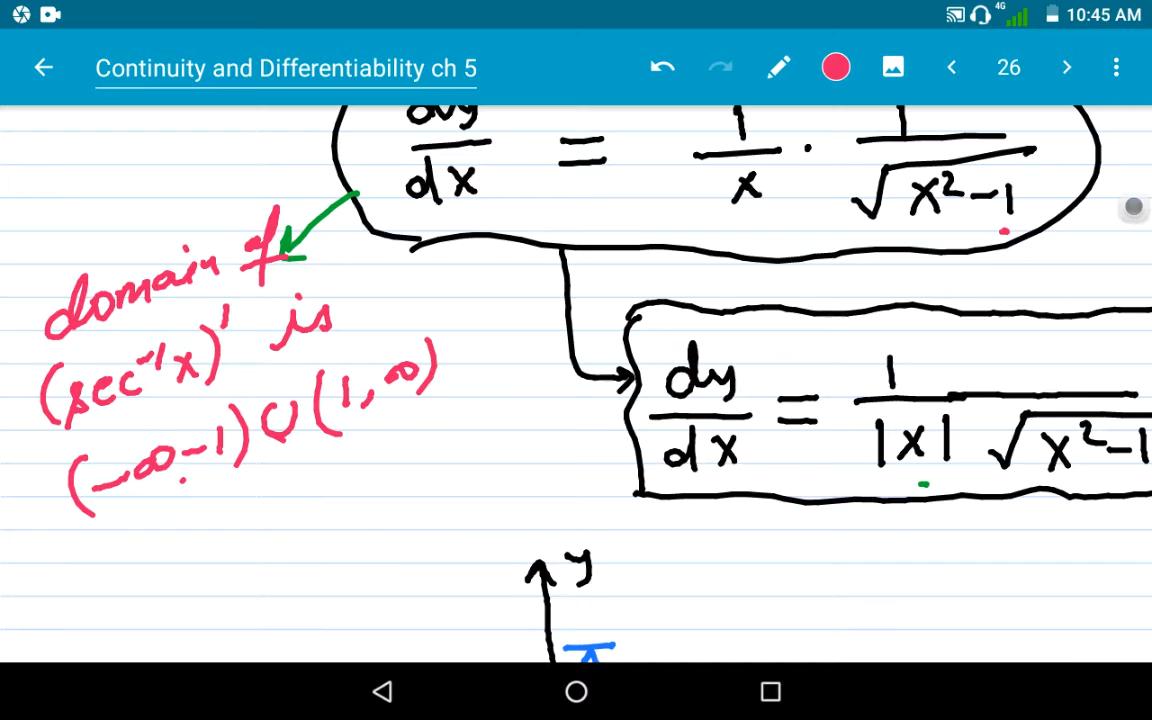 4G 10:45 AM
Continuity and Differentiability ch 5 26
dy/dx = 1/x · 1/√(x²-1)
domain of
(sec⁻¹x)' is
(-∞-1) ∪ (1, ∞)
dy/dx = 1/|x| √(x²-1
y
π